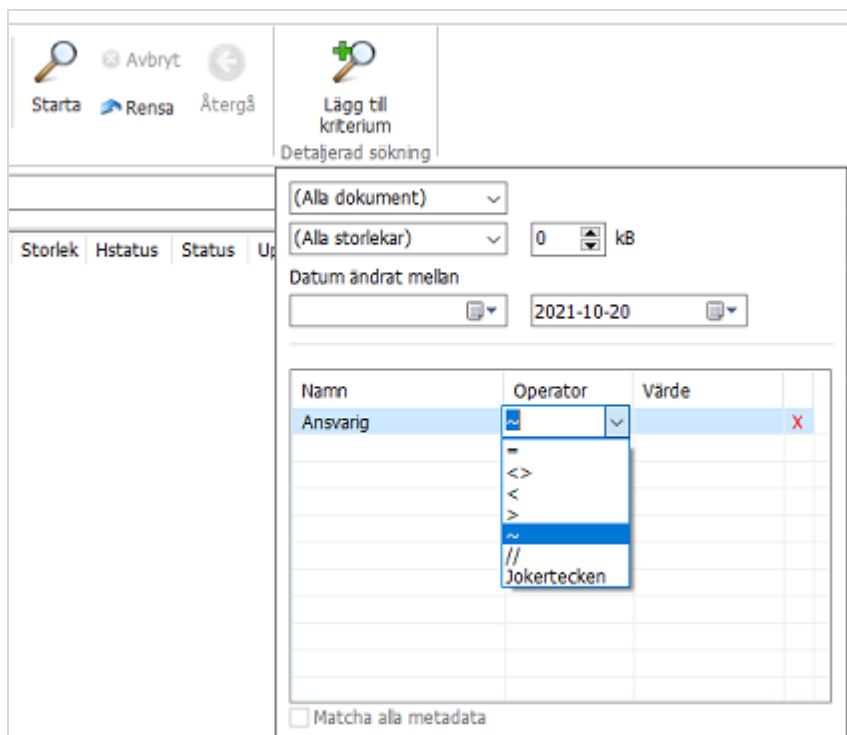 Avbryt
Starta Rensa Återgå
Lägg till
kriterium
Detaljerad sökning
(Alla dokument)
(Alla storlekar) 0 kB
Storlek Hstatus Status Up
Datum ändrat mellan
2021-10-20
Namn Operator Värde
Ansvarig ~ X
=
<>
<
>
~
//
Jokertecken
Matcha alla metadata